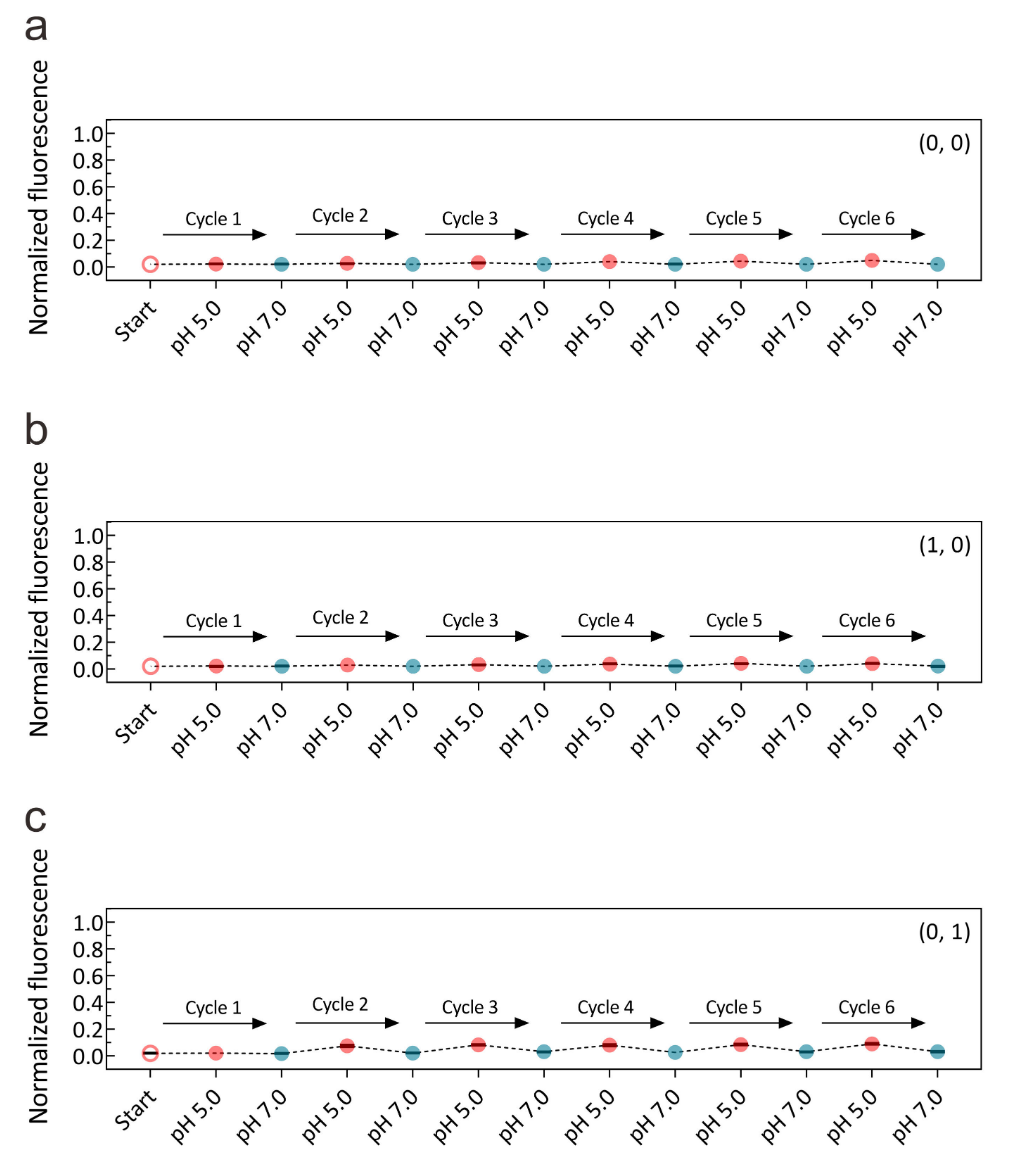 a
Normalized fluorescence
(0, 0)
1.0
0.8
0.6
0.4
0.2
0.0
Cycle 1 Cycle 2 Cycle 3 Cycle 4 Cycle 5 Cycle 6
Start pH 5.0 pH 7.0 pH 5.0 pH 7.0 pH 5.0 pH 7.0 pH 5.0 pH 7.0 pH 5.0 pH 7.0 pH 5.0 pH 7.0
b
Normalized fluorescence
(1, 0)
1.0
0.8
0.6
0.4
0.2
0.0
Cycle 1 Cycle 2 Cycle 3 Cycle 4 Cycle 5 Cycle 6
Start pH 5.0 pH 7.0 pH 5.0 pH 7.0 pH 5.0 pH 7.0 pH 5.0 pH 7.0 pH 5.0 pH 7.0 pH 5.0 pH 7.0
c
Normalized fluorescence
(0, 1)
1.0
0.8
0.6
0.4
0.2
0.0
Cycle 1 Cycle 2 Cycle 3 Cycle 4 Cycle 5 Cycle 6
Start pH 5.0 pH 7.0 pH 5.0 pH 7.0 pH 5.0 pH 7.0 pH 5.0 pH 7.0 pH 5.0 pH 7.0 pH 5.0 pH 7.0